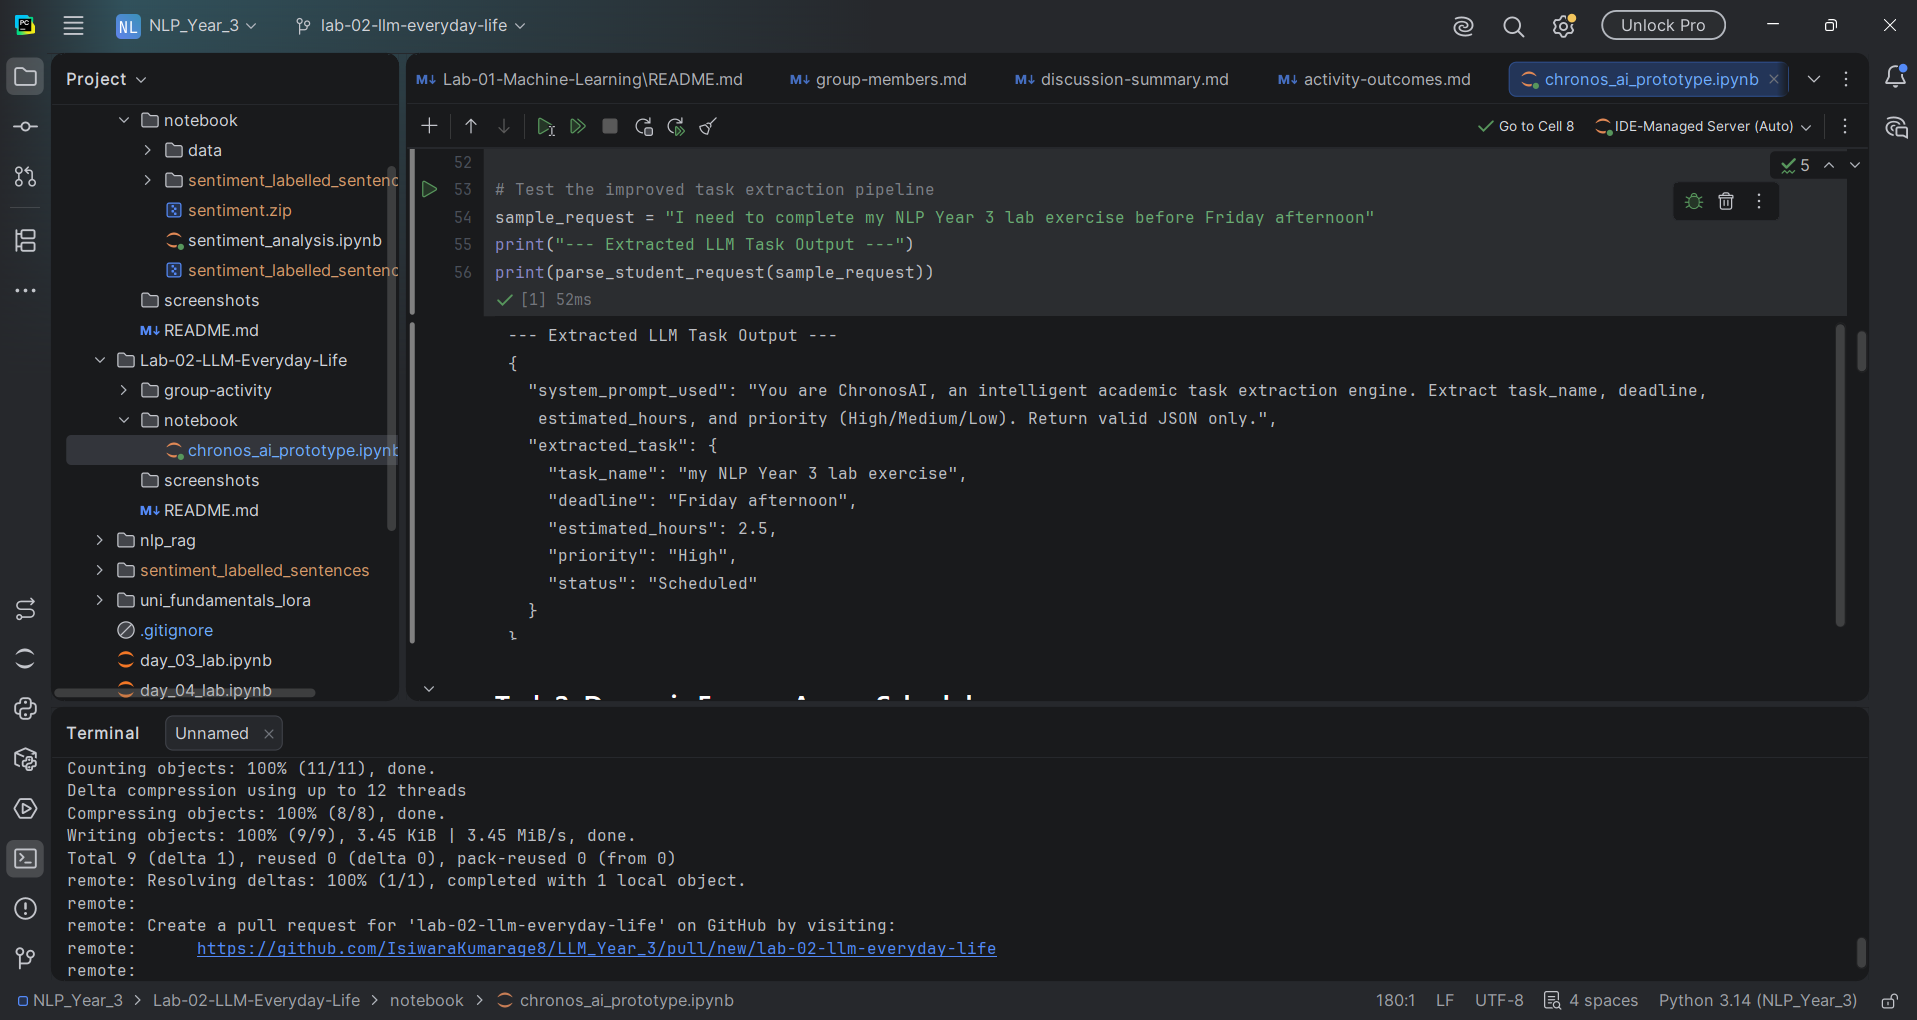 NL NLP_Year_3
lab-02-llm-everyday-life
Unlock Pro
Project
notebook
data
sentiment_labelled_sentenc
sentiment.zip
sentiment_analysis.ipynb
sentiment_labelled_sentenc
screenshots
M↓ README.md
Lab-02-LLM-Everyday-Life
group-activity
notebook
chronos_ai_prototype.ipynb
screenshots
M↓ README.md
nlp_rag
sentiment_labelled_sentences
uni_fundamentals_lora
.gitignore
day_03_lab.ipynb
day_04_lab.ipynb
M↓ Lab-01-Machine-Learning\README.md
M↓ group-members.md
M↓ discussion-summary.md
M↓ activity-outcomes.md
chronos_ai_prototype.ipynb
Go to Cell 8
IDE-Managed Server (Auto)
5
52
53 # Test the improved task extraction pipeline
54 sample_request = "I need to complete my NLP Year 3 lab exercise before Friday afternoon"
55 print("--- Extracted LLM Task Output ---")
56 print(parse_student_request(sample_request))
[1] 52ms
--- Extracted LLM Task Output ---
{
"system_prompt_used": "You are ChronosAI, an intelligent academic task extraction engine. Extract task_name, deadline,
estimated_hours, and priority (High/Medium/Low). Return valid JSON only.",
"extracted_task": {
"task_name": "my NLP Year 3 lab exercise",
"deadline": "Friday afternoon",
"estimated_hours": 2.5,
"priority": "High",
"status": "Scheduled"
}
}
Terminal
Unnamed
Counting objects: 100% (11/11), done.
Delta compression using up to 12 threads
Compressing objects: 100% (8/8), done.
Writing objects: 100% (9/9), 3.45 KiB | 3.45 MiB/s, done.
Total 9 (delta 1), reused 0 (delta 0), pack-reused 0 (from 0)
remote: Resolving deltas: 100% (1/1), completed with 1 local object.
remote:
remote: Create a pull request for 'lab-02-llm-everyday-life' on GitHub by visiting:
remote: https://github.com/IsiwaraKumarage8/LLM_Year_3/pull/new/lab-02-llm-everyday-life
remote:
NLP_Year_3 > Lab-02-LLM-Everyday-Life > notebook > chronos_ai_prototype.ipynb
180:1 LF UTF-8 4 spaces Python 3.14 (NLP_Year_3)